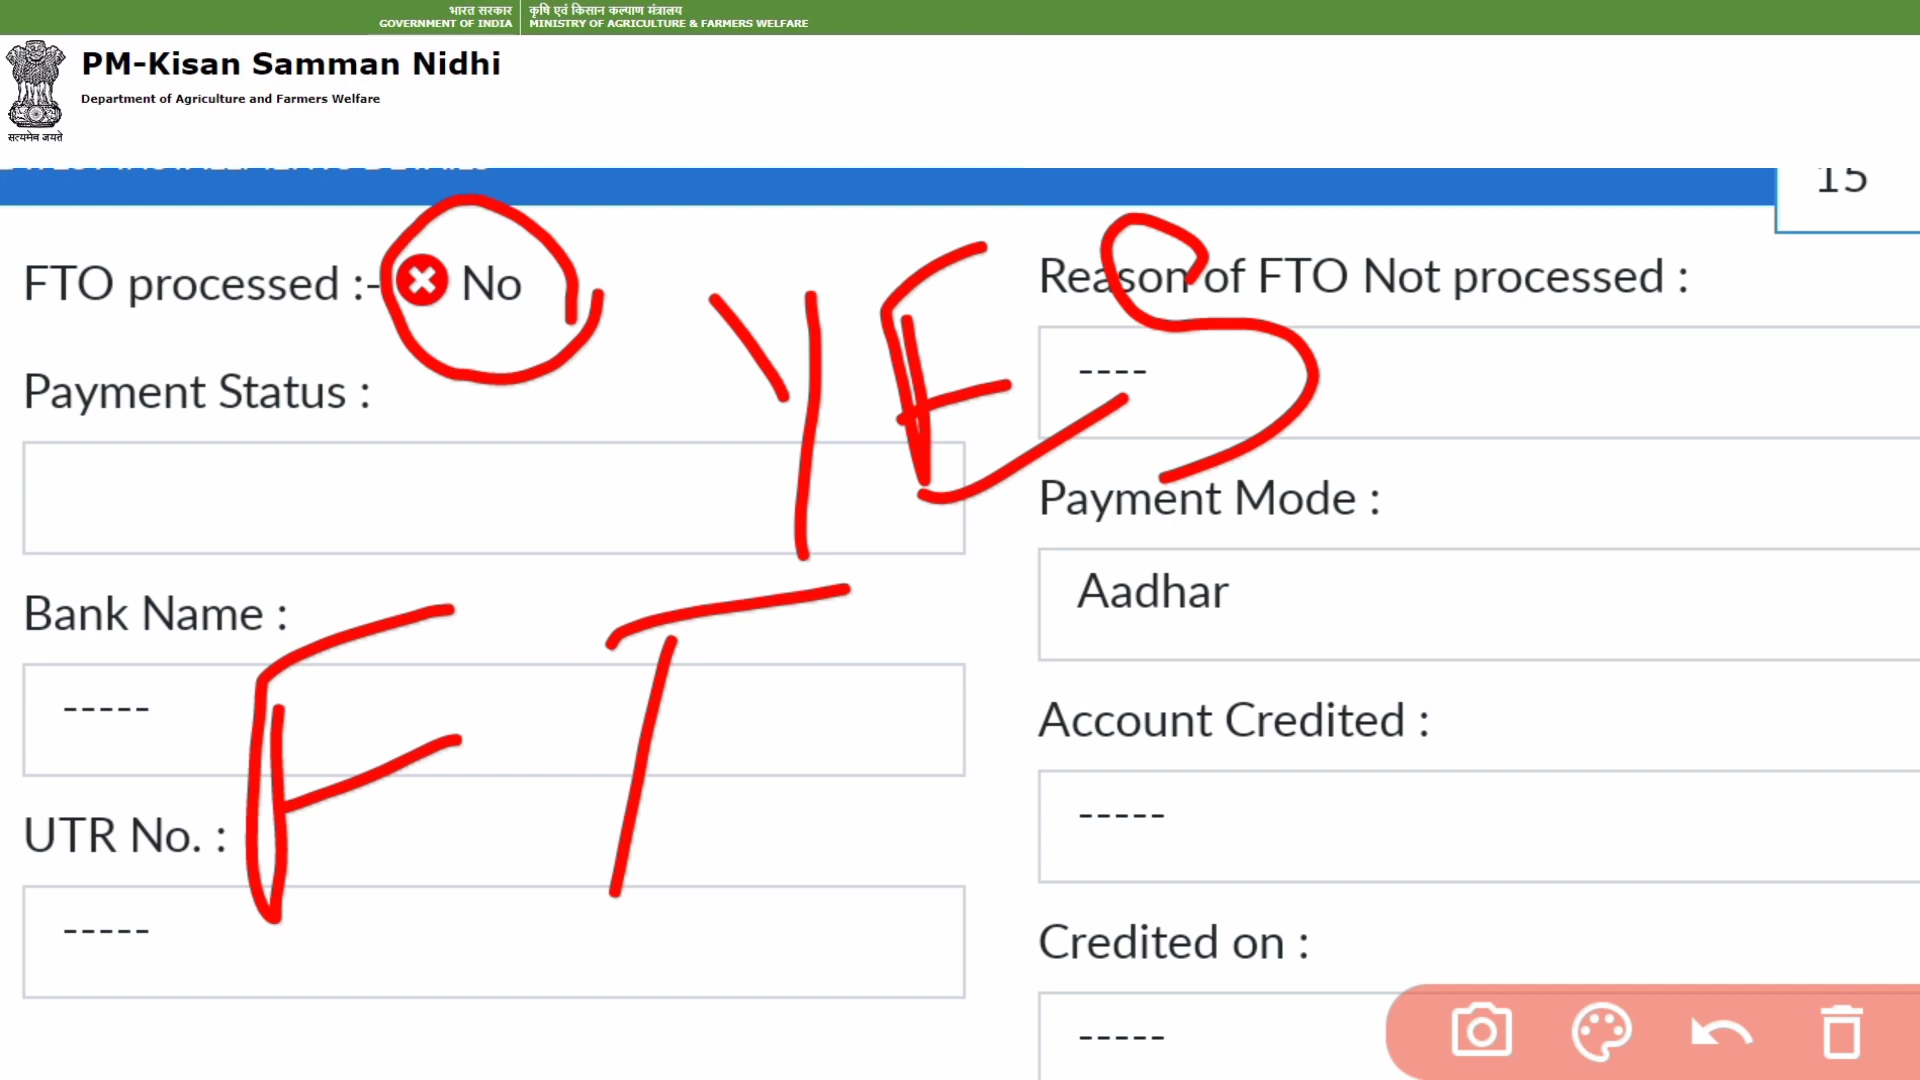 भारत सरकार
GOVERNMENT OF INDIA
कृषि एवं किसान कल्याण मंत्रालय
MINISTRY OF AGRICULTURE & FARMERS WELFARE
PM-Kisan Samman Nidhi
Department of Agriculture and Farmers Welfare
सत्यमेव जयते
15
FTO processed :- No
Reason of FTO Not processed :
----
YES
Payment Status :
Payment Mode :
Aadhar
Bank Name :
-----
FT
Account Credited :
-----
UTR No. :
-----
Credited on :
-----